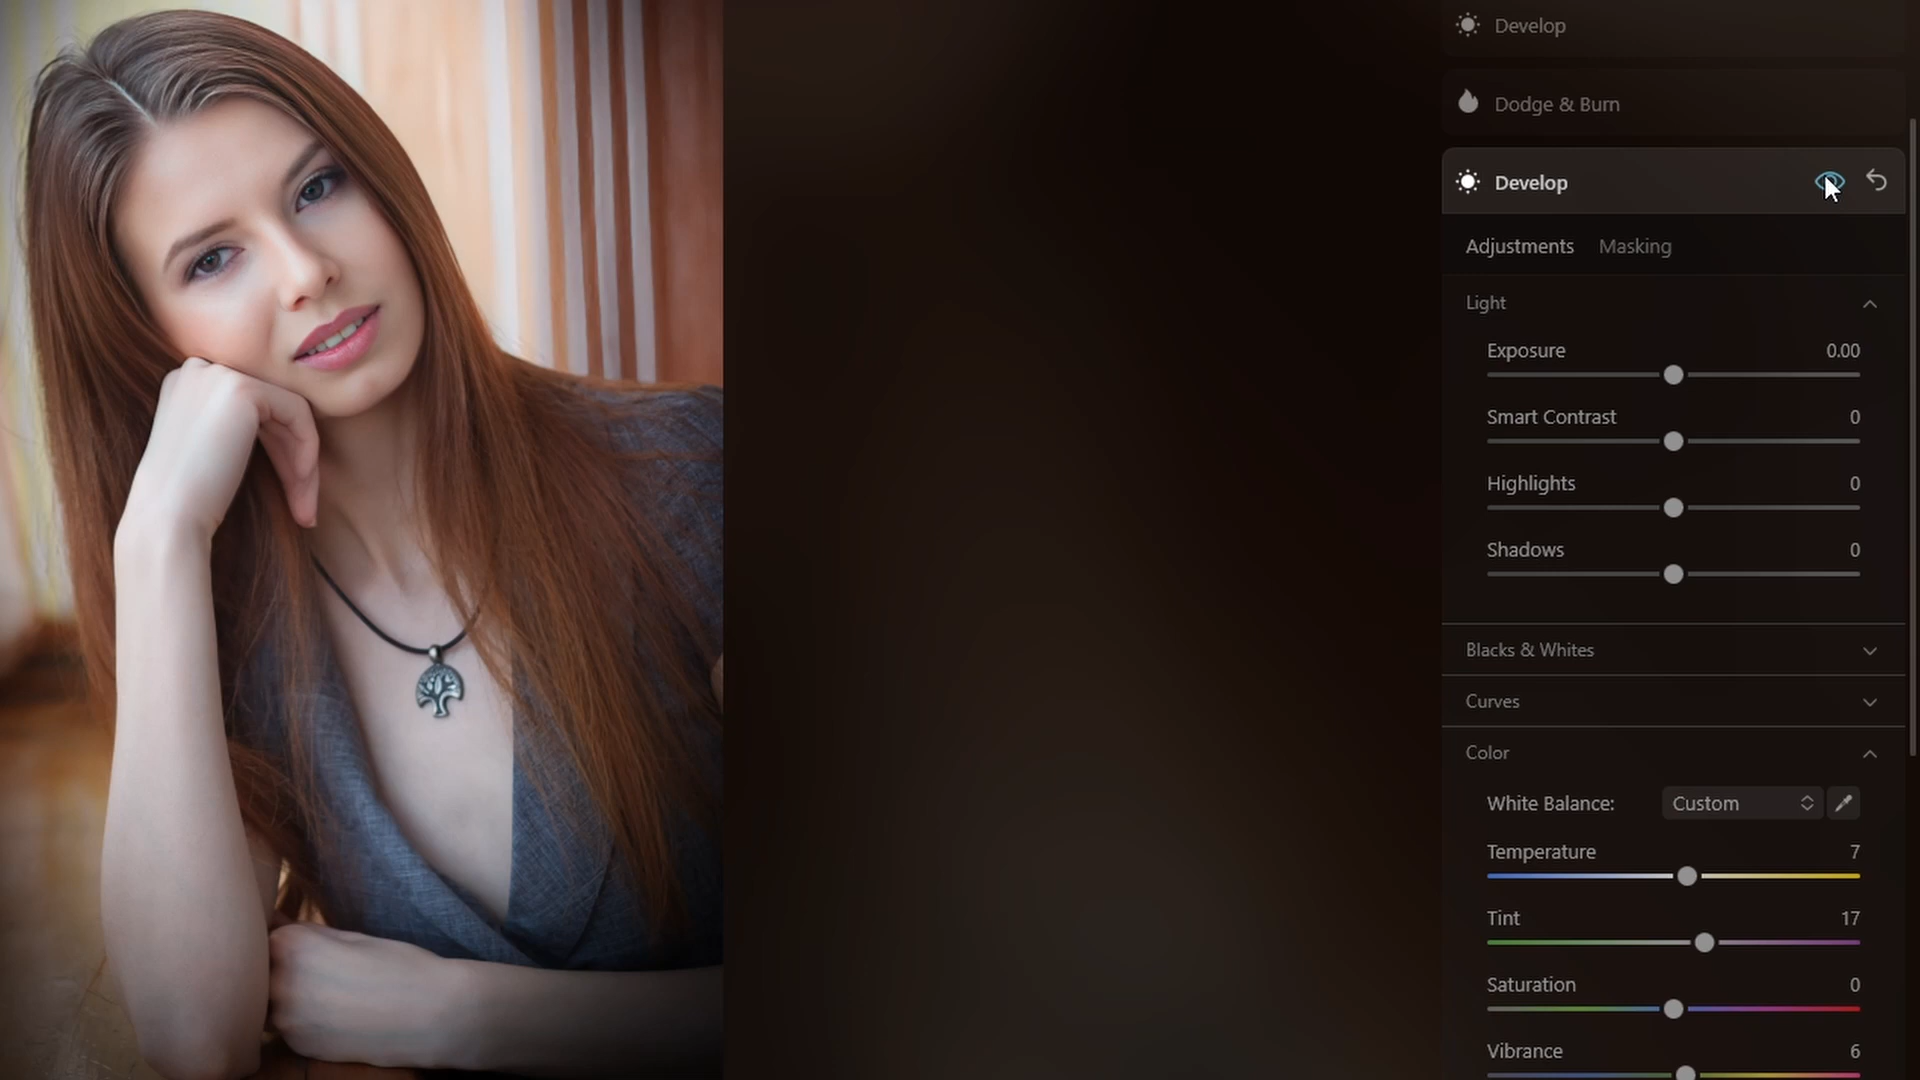 Develop
Dodge & Burn
Develop
Adjustments Masking
Light
Exposure 0.00
Smart Contrast 0
Highlights 0
Shadows 0
Blacks & Whites
Curves
Color
White Balance: Custom
Temperature 7
Tint 17
Saturation 0
Vibrance 6